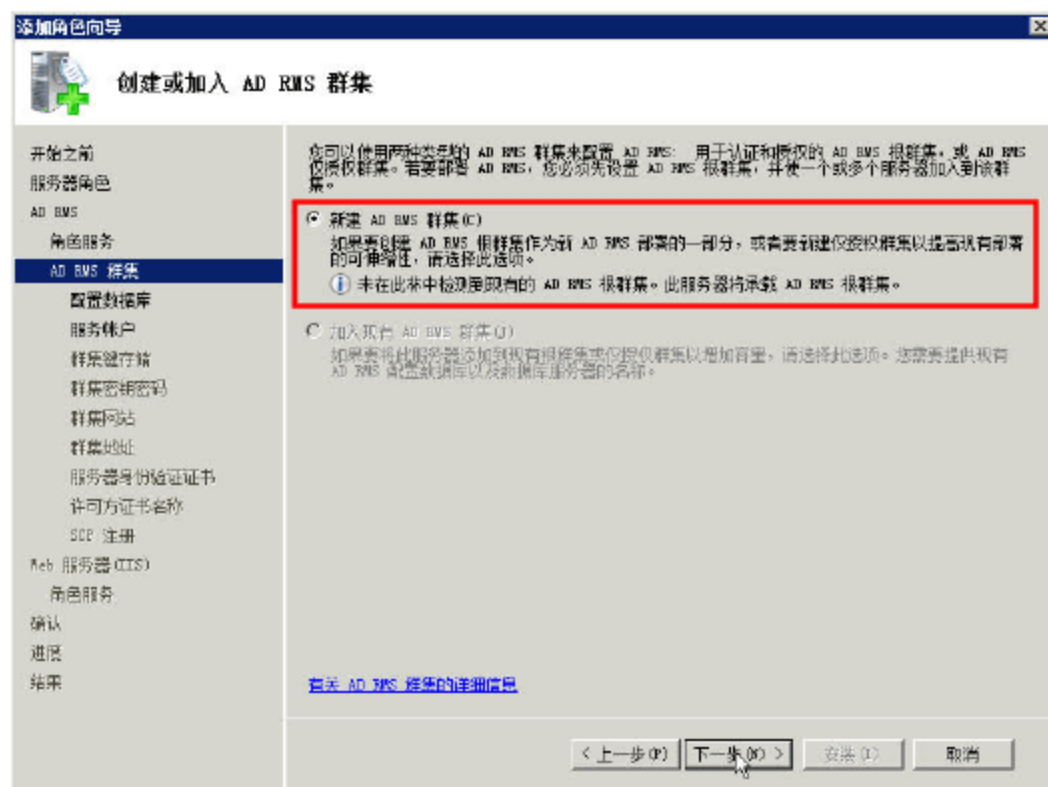 添加角色向导
创建或加入 AD RMS 群集
开始之前
服务器角色
AD RMS
角色服务
AD RMS 群集
配置数据库
服务帐户
群集键存储
群集密钥密码
群集网站
群集地址
服务器身份验证证书
许可方证书名称
SCP 注册
Web 服务器(IIS)
角色服务
确认
进度
结果
您可以使用两种类型的 AD RMS 群集来配置 AD RMS: 用于认证和授权的 AD RMS 根群集，或 AD RMS
仅授权群集。若要部署 AD RMS，您必须先设置 AD RMS 根群集，并使一个或多个服务器加入到该群
集。
新建 AD RMS 群集(C)
如果要创建 AD RMS 根群集作为新 AD RMS 部署的一部分，或者要新建仅授权群集以提高现有部署
的可伸缩性，请选择此选项。
未在此林中检测到现有的 AD RMS 根群集。此服务器将承载 AD RMS 根群集。
加入现有 AD RMS 群集(J)
如果要将此服务器添加到现有根群集或仅授权群集以增加容量，请选择此选项。您需要提供现有
AD RMS 配置数据库以及数据库服务器的名称。
有关 AD RMS 群集的详细信息
< 上一步(P) 下一步(N) > 安装(I) 取消